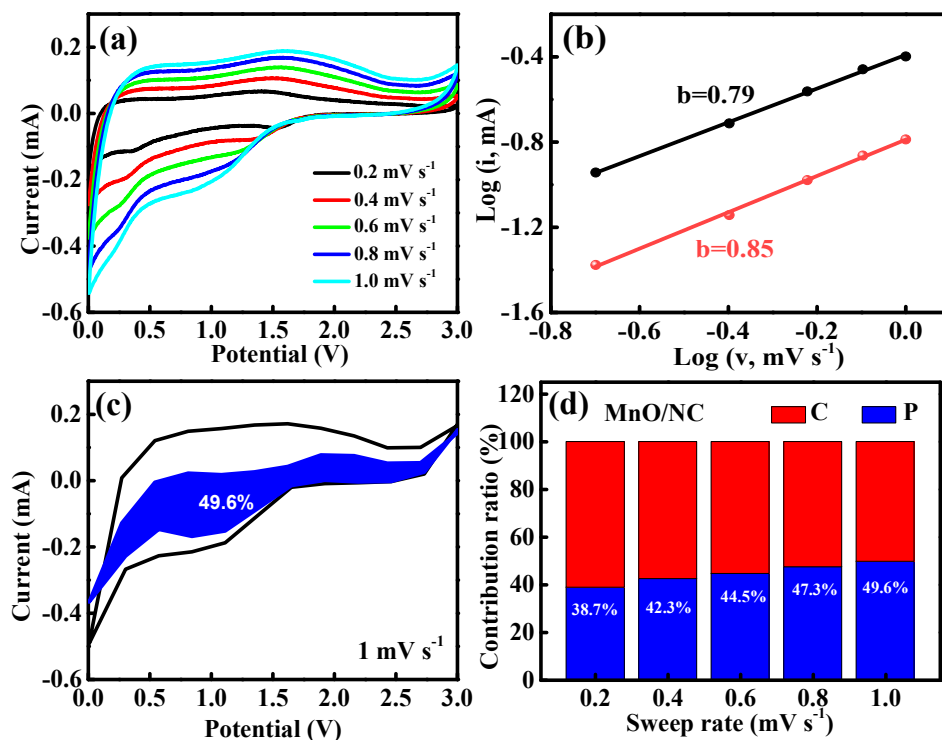 (a)
0.2
0.0
-0.2
-0.4
-0.6
Current (mA)
0.2 mV s⁻¹
0.4 mV s⁻¹
0.6 mV s⁻¹
0.8 mV s⁻¹
1.0 mV s⁻¹
0.0 0.5 1.0 1.5 2.0 2.5 3.0
Potential (V)
(b)
-0.4
-0.8
-1.2
-1.6
Log (i, mA)
b=0.79
b=0.85
-0.8 -0.6 -0.4 -0.2 0.0
Log (v, mV s⁻¹)
(c)
0.2
0.0
-0.2
-0.4
-0.6
Current (mA)
49.6%
1 mV s⁻¹
0.0 0.5 1.0 1.5 2.0 2.5 3.0
Potential (V)
(d)
MnO/NC C P
120
100
80
60
40
20
0
Contribution ratio (%)
38.7% 42.3% 44.5% 47.3% 49.6%
0.2 0.4 0.6 0.8 1.0
Sweep rate (mV s⁻¹)